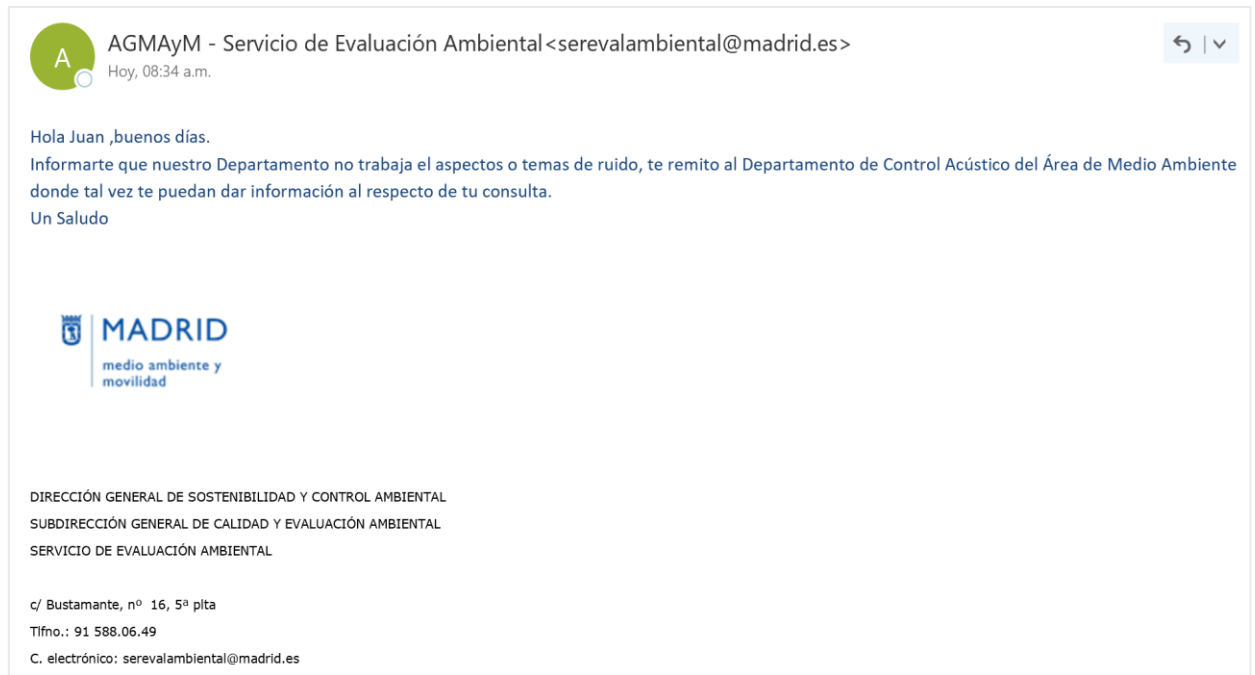 A
AGMAyM - Servicio de Evaluación Ambiental<serevalambiental@madrid.es>
Hoy, 08:34 a.m.
Hola Juan ,buenos días.
Informarte que nuestro Departamento no trabaja el aspectos o temas de ruido, te remito al Departamento de Control Acústico del Área de Medio Ambiente
donde tal vez te puedan dar información al respecto de tu consulta.
Un Saludo
MADRID
medio ambiente y
movilidad
DIRECCIÓN GENERAL DE SOSTENIBILIDAD Y CONTROL AMBIENTAL
SUBDIRECCIÓN GENERAL DE CALIDAD Y EVALUACIÓN AMBIENTAL
SERVICIO DE EVALUACIÓN AMBIENTAL
c/ Bustamante, nº 16, 5ª plta
Tlfno.: 91 588.06.49
C. electrónico: serevalambiental@madrid.es